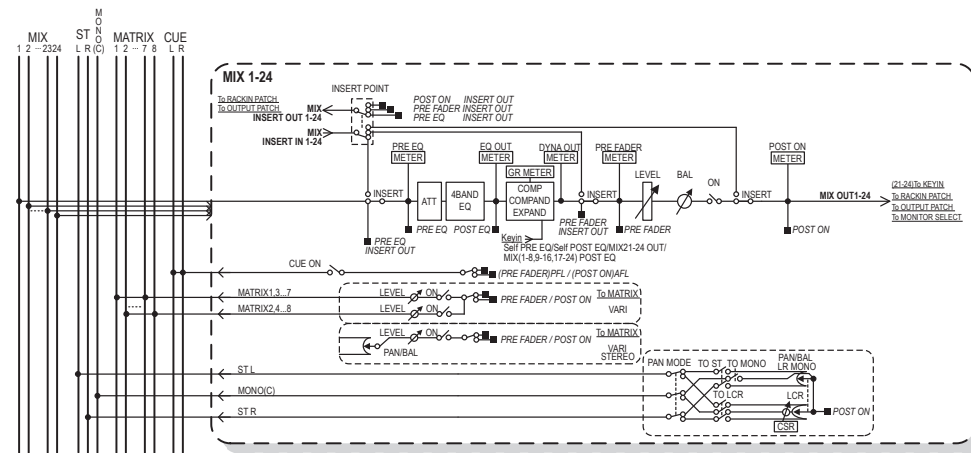 MIX
1 2 ··· 2324
ST
L R
MONO(C)
MATRIX
1 2 ··· 7 8
CUE
L R
MIX 1-24
INSERT POINT
To RACKIN PATCH
To OUTPUT PATCH
MIX
INSERT OUT 1-24
POST ON INSERT OUT
PRE FADER INSERT OUT
PRE EQ INSERT OUT
MIX
INSERT IN 1-24
PRE EQ
METER
EQ OUT
METER
DYNA OUT
METER
PRE FADER
METER
POST ON
METER
GR METER
INSERT
ATT
4BAND
EQ
COMP
COMPAND
EXPAND
INSERT
LEVEL
BAL
ON
INSERT
MIX OUT1-24
(21-24)To KEYIN
To RACKIN PATCH
To OUTPUT PATCH
To MONITOR SELECT
PRE EQ
INSERT OUT
PRE EQ
POST EQ
PRE FADER
INSERT OUT
PRE FADER
POST ON
Keyin
Self PRE EQ/Self POST EQ/MIX21-24 OUT/
MIX(1-8,9-16,17-24) POST EQ
CUE ON
(PRE FADER)PFL / (POST ON)AFL
MATRIX1,3...7
LEVEL
ON
PRE FADER / POST ON
To MATRIX
MATRIX2,4...8
LEVEL
ON
VARI
LEVEL
ON
PRE FADER / POST ON
To MATRIX
PAN/BAL
VARI
STEREO
ST L
PAN MODE
TO ST
TO MONO
PAN/BAL
LR MONO
MONO(C)
TO LCR
LCR
ST R
POST ON
CSR